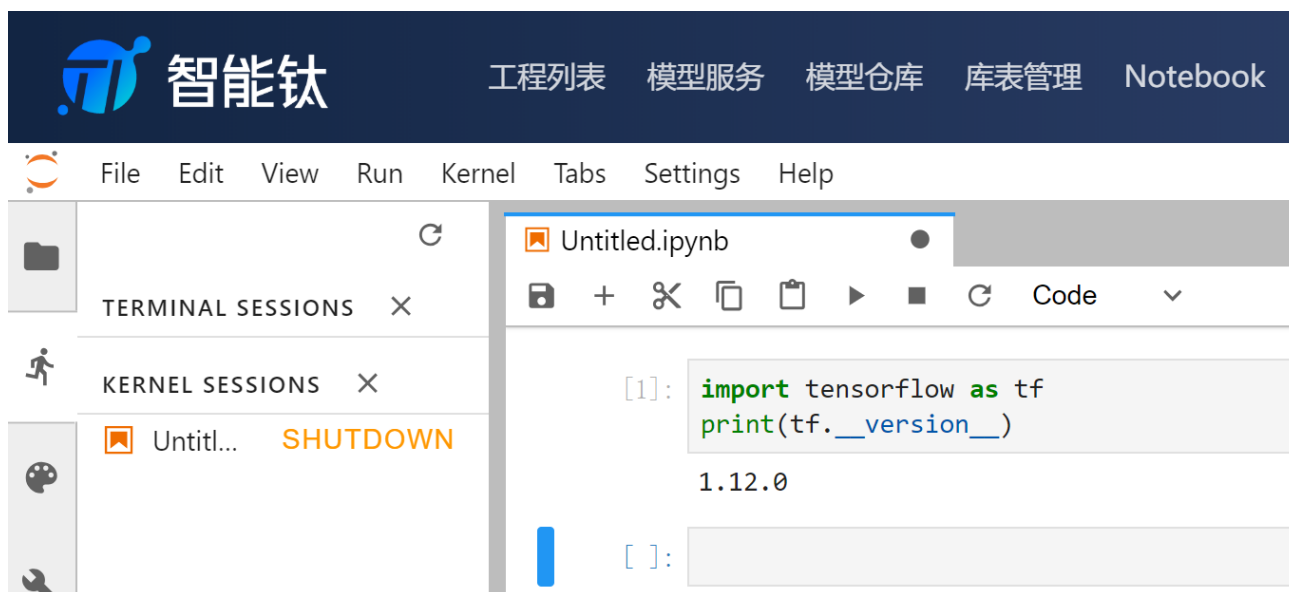 智能钛
工程列表 模型服务 模型仓库 库表管理 Notebook
File Edit View Run Kernel Tabs Settings Help
Untitled.ipynb
Code
TERMINAL SESSIONS
KERNEL SESSIONS
Untitl... SHUTDOWN
[1]: import tensorflow as tf
print(tf.__version__)
1.12.0
[ ]: